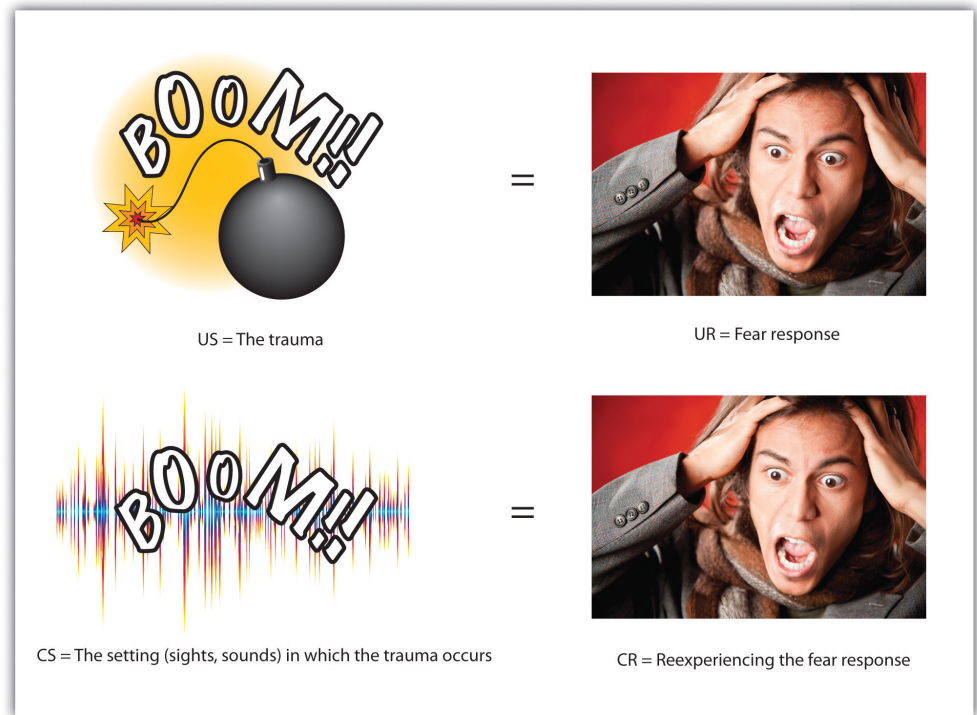 BOOM!!
=
US = The trauma
UR = Fear response
BOOM!!
=
CS = The setting (sights, sounds) in which the trauma occurs
CR = Reexperiencing the fear response